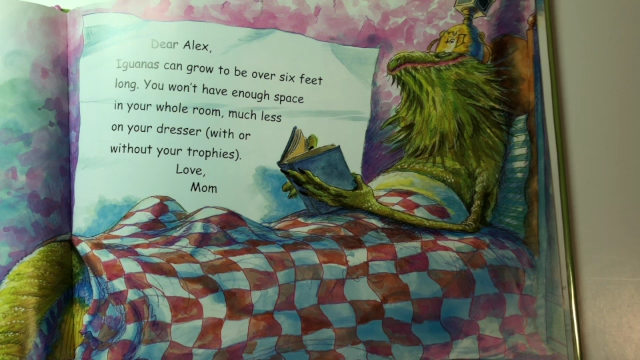 Dear Alex,
Iguanas can grow to be over six feet
long. You won't have enough space
in your whole room, much less
on your dresser (with or
without your trophies).
Love,
Mom